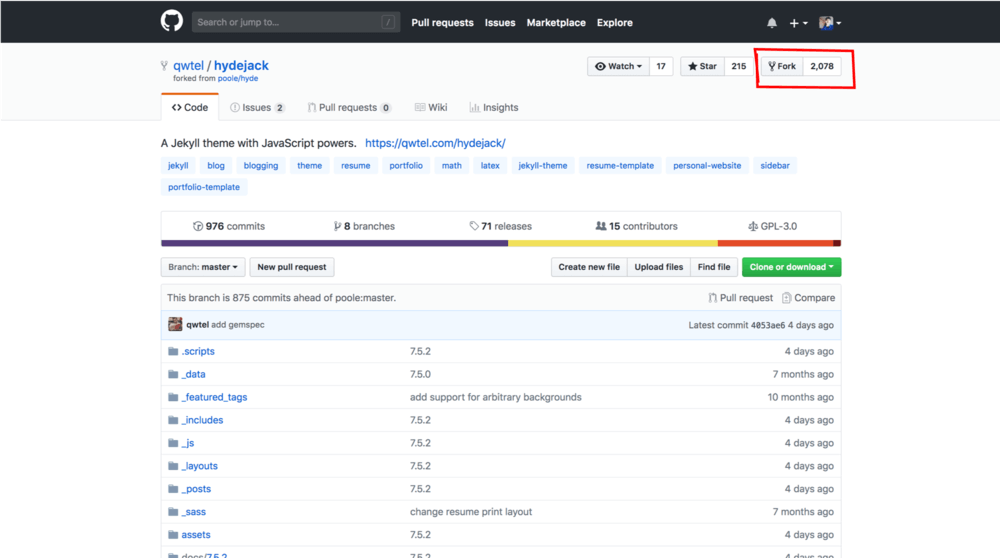 Search or jump to... / Pull requests Issues Marketplace Explore
qwtel / hydejack Watch 17 Star 215 Fork 2,078
forked from poole/hyde
Code Issues 2 Pull requests 0 Wiki Insights
A Jekyll theme with JavaScript powers. https://qwtel.com/hydejack/
jekyll blog blogging theme resume portfolio math latex jekyll-theme resume-template personal-website sidebar
portfolio-template
976 commits 8 branches 71 releases 15 contributors GPL-3.0
Branch: master New pull request Create new file Upload files Find file Clone or download
This branch is 875 commits ahead of poole:master. Pull request Compare
qwtel add gemspec Latest commit 4053ae6 4 days ago
.scripts 7.5.2 4 days ago
_data 7.5.0 7 months ago
_featured_tags add support for arbitrary backgrounds 10 months ago
_includes 7.5.2 4 days ago
_js 7.5.2 4 days ago
_layouts 7.5.2 4 days ago
_posts 7.5.2 4 days ago
_sass change resume print layout 7 months ago
assets 7.5.2 4 days ago
docs/7.5.2 7.5.2 4 days ago